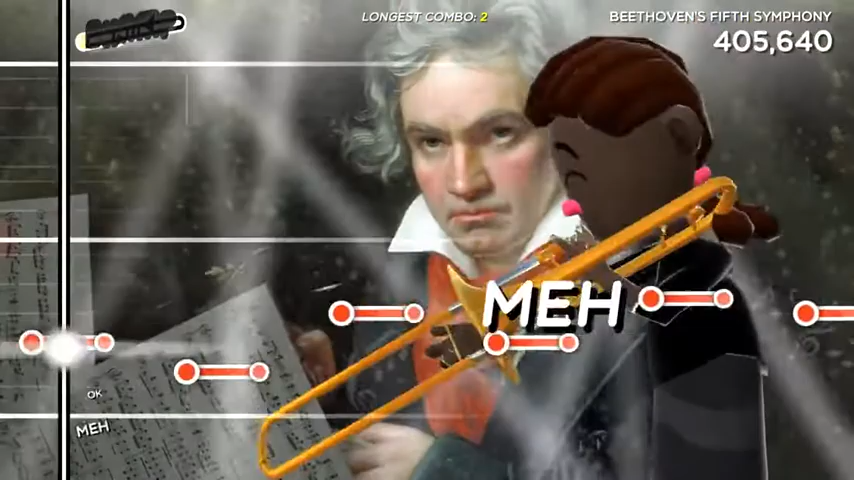 LONGEST COMBO: 2
BEETHOVEN'S FIFTH SYMPHONY
405,640
MEH
OK
MEH